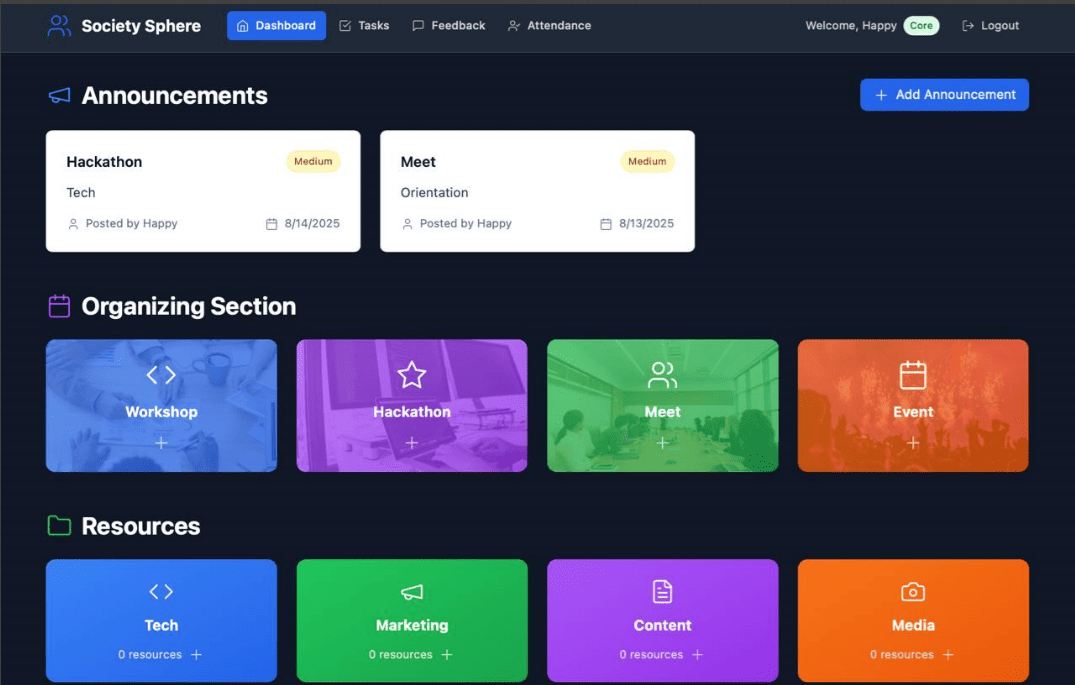 Society Sphere Dashboard Tasks Feedback Attendance Welcome, Happy Core Logout
Announcements + Add Announcement
Hackathon Medium
Tech
Posted by Happy 8/14/2025
Meet Medium
Orientation
Posted by Happy 8/13/2025
Organizing Section
Workshop
+
Hackathon
+
Meet
+
Event
+
Resources
Tech
0 resources +
Marketing
0 resources +
Content
0 resources +
Media
0 resources +